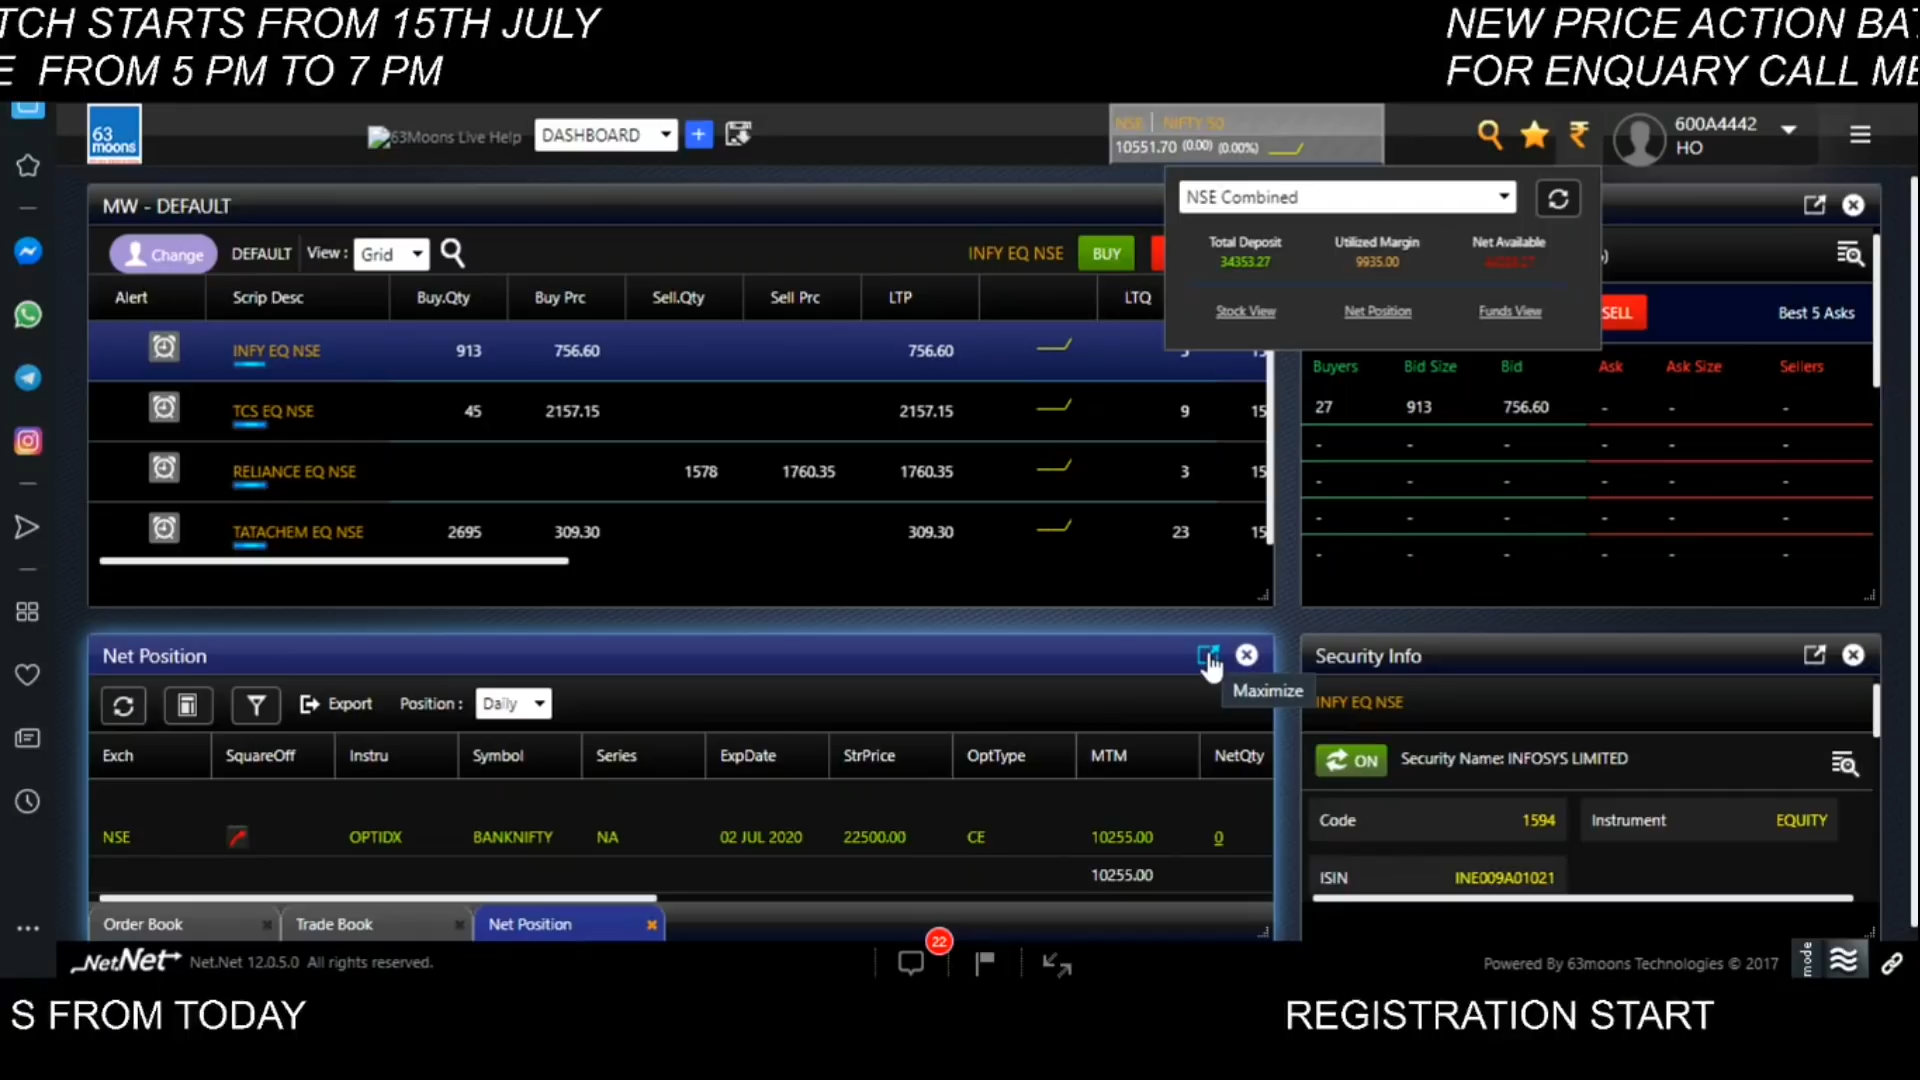 TCH STARTS FROM 15TH JULY
NEW PRICE ACTION BA
E FROM 5 PM TO 7 PM
FOR ENQUARY CALL ME
63 moons
63Moons Live Help
DASHBOARD
NSE | NIFTY 50
10551.70 (0.00) (0.00%)
600A4442
HO
MW - DEFAULT
NSE Combined
Change DEFAULT View : Grid
INFY EQ NSE BUY
Total Deposit Utilized Margin Net Available
34353.27 9935.00
Stock View Net Position Funds View
SELL Best 5 Asks
Alert Scrip Desc Buy.Qty Buy Prc Sell.Qty Sell Prc LTP LTQ
INFY EQ NSE 913 756.60 756.60
TCS EQ NSE 45 2157.15 2157.15 9 15
RELIANCE EQ NSE 1578 1760.35 1760.35 3 15
TATACHEM EQ NSE 2695 309.30 309.30 23 15
Buyers Bid Size Bid Ask Ask Size Sellers
27 913 756.60 - - -
- - - - - -
- - - - - -
- - - - - -
- - - - - -
Net Position
Maximize
Export Position : Daily
Exch SquareOff Instru Symbol Series ExpDate StrPrice OptType MTM NetQty
NSE OPTIDX BANKNIFTY NA 02 JUL 2020 22500.00 CE 10255.00 0
10255.00
Order Book Trade Book Net Position
Security Info
INFY EQ NSE
ON Security Name: INFOSYS LIMITED
Code 1594 Instrument EQUITY
ISIN INE009A01021
Net.Net Net.Net 12.0.5.0 All rights reserved.
22
Powered By 63moons Technologies © 2017
mode
S FROM TODAY
REGISTRATION START